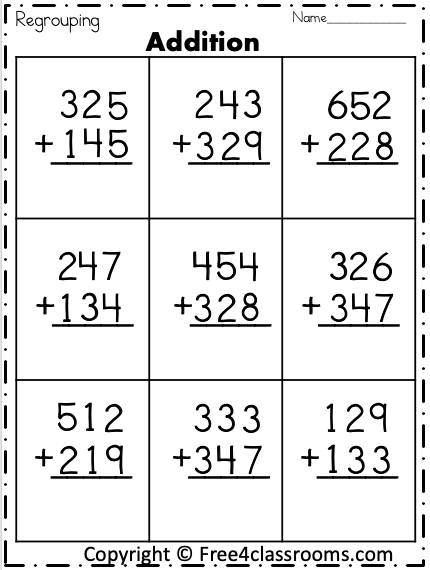 Regrouping Name____________
Addition
325 243 652
+145 +329 +228
247 454 326
+134 +328 +347
512 333 129
+219 +347 +133
Copyright © Free4classrooms.com